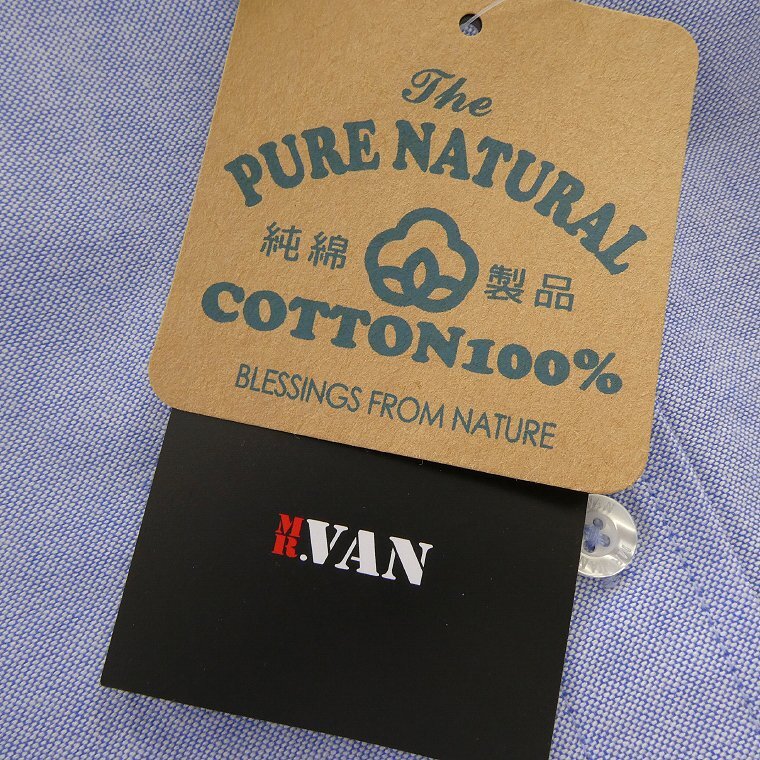 The
PURE NATURAL
純綿 製品
COTTON100%
BLESSINGS FROM NATURE
MR.VAN